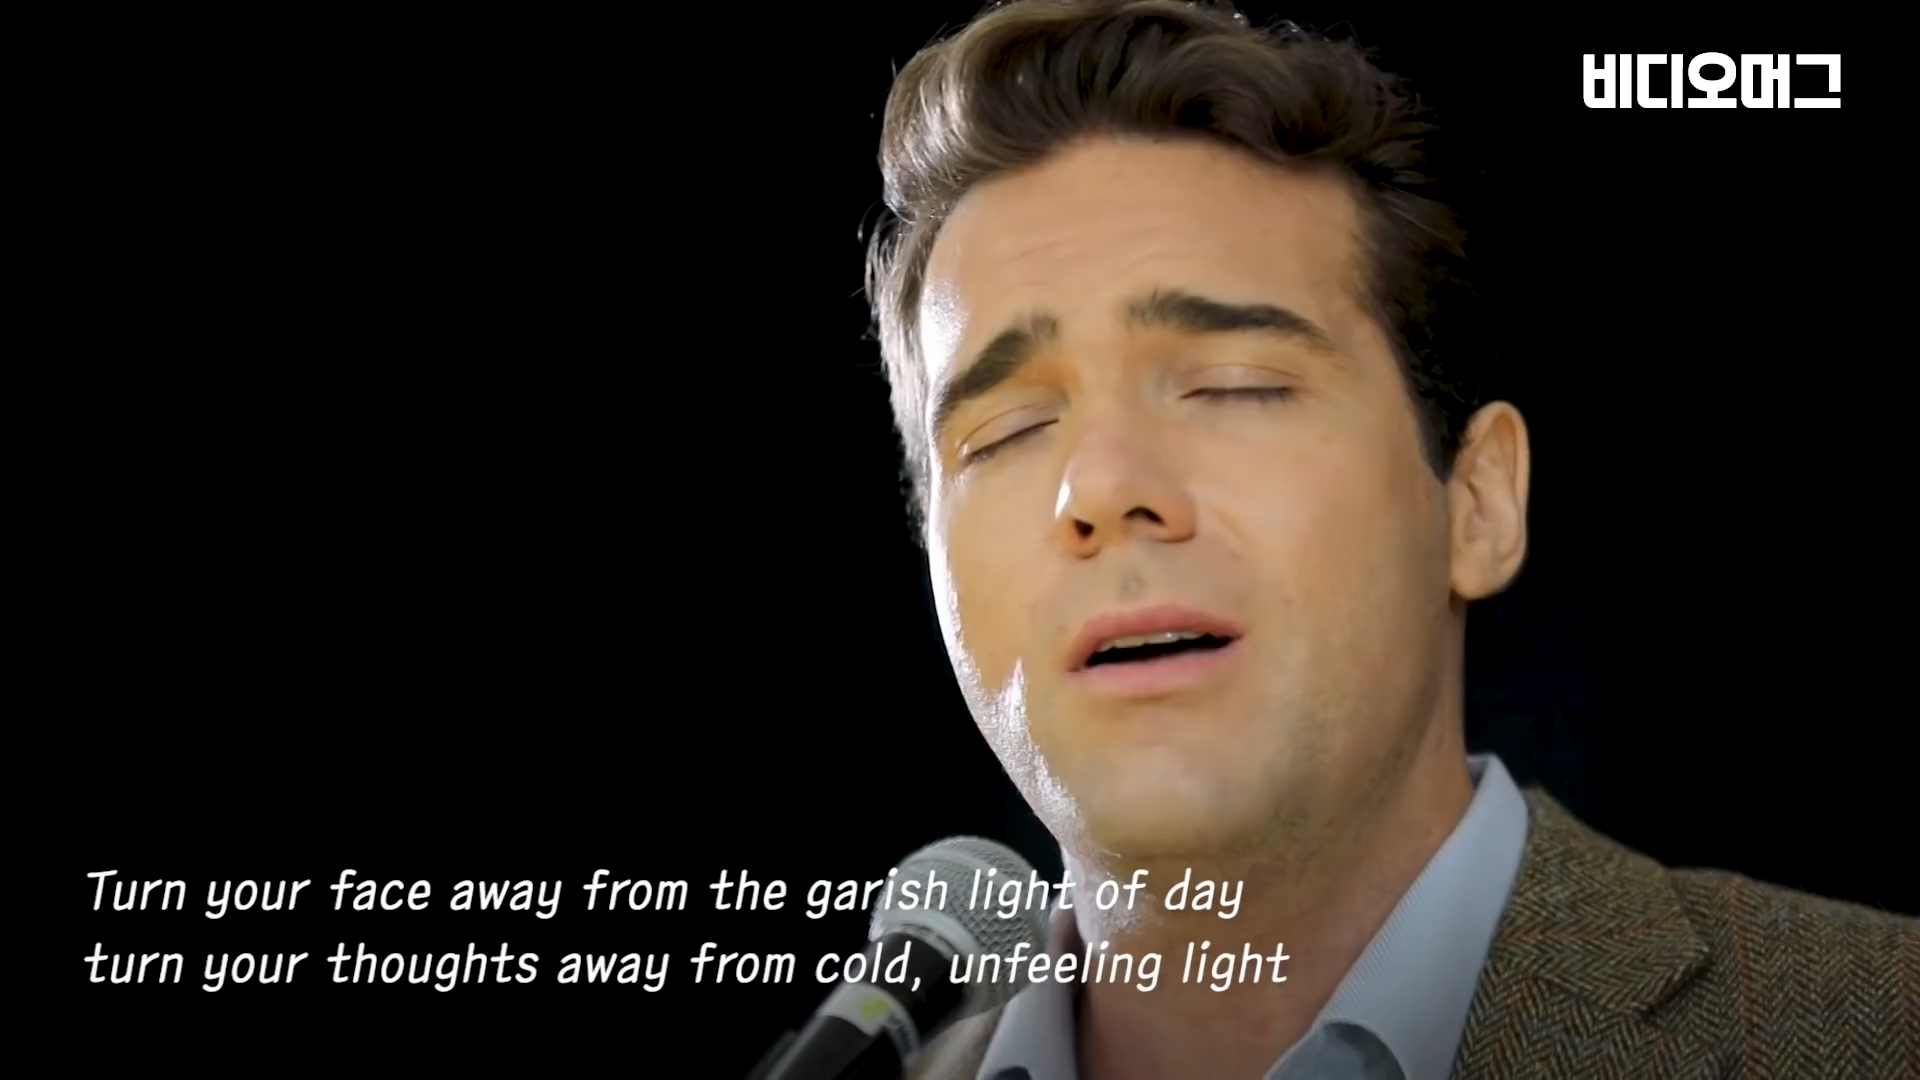 비디오머그
Turn your face away from the garish light of day
turn your thoughts away from cold, unfeeling light